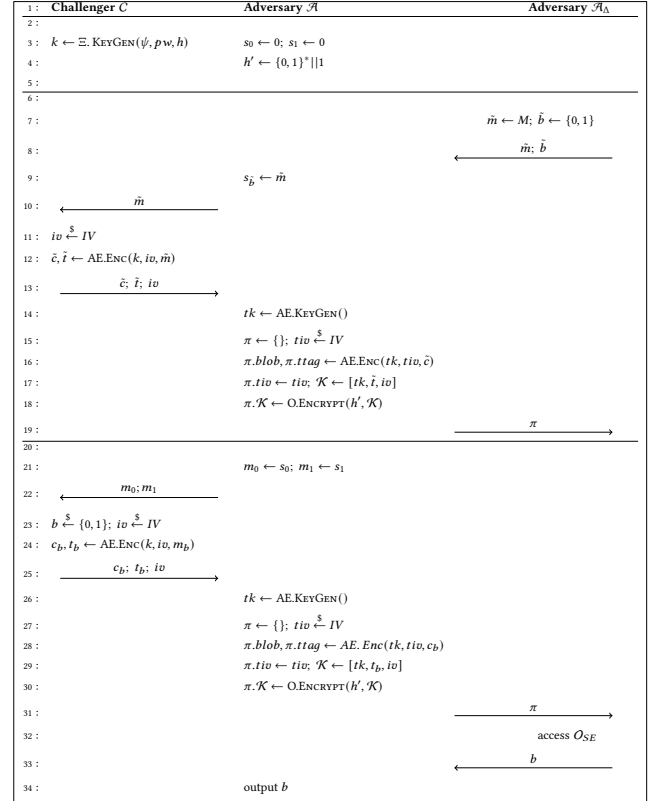 1 : Challenger C Adversary A Adversary A_Λ
2 :
3 : k ← Ξ.KeyGen(ψ, pw, h) s₀ ← 0; s₁ ← 0
4 : h′ ← {0, 1}*||1
5 :
6 :
7 : m̃ ← M; b̃ ← {0, 1}
8 : m̃; b̃
9 : s_b̃ ← m̃
10 : m̃
11 : iv ←$ IV
12 : c̃, t̃ ← AE.Enc(k, iv, m̃)
13 : c̃; t̃; iv
14 : tk ← AE.KeyGen()
15 : π ← {}; tiv ←$ IV
16 : π.blob, π.ttag ← AE.Enc(tk, tiv, c̃)
17 : π.tiv ← tiv; K ← [tk, t̃, iv]
18 : π.K ← O.Encrypt(h′, K)
19 : π
20 :
21 : m₀ ← s₀; m₁ ← s₁
22 : m₀; m₁
23 : b ←$ {0, 1}; iv ←$ IV
24 : c_b, t_b ← AE.Enc(k, iv, m_b)
25 : c_b; t_b; iv
26 : tk ← AE.KeyGen()
27 : π ← {}; tiv ←$ IV
28 : π.blob, π.ttag ← AE.Enc(tk, tiv, c_b)
29 : π.tiv ← tiv; K ← [tk, t_b, iv]
30 : π.K ← O.Encrypt(h′, K)
31 : π
32 : access O_SE
33 : b
34 : output b